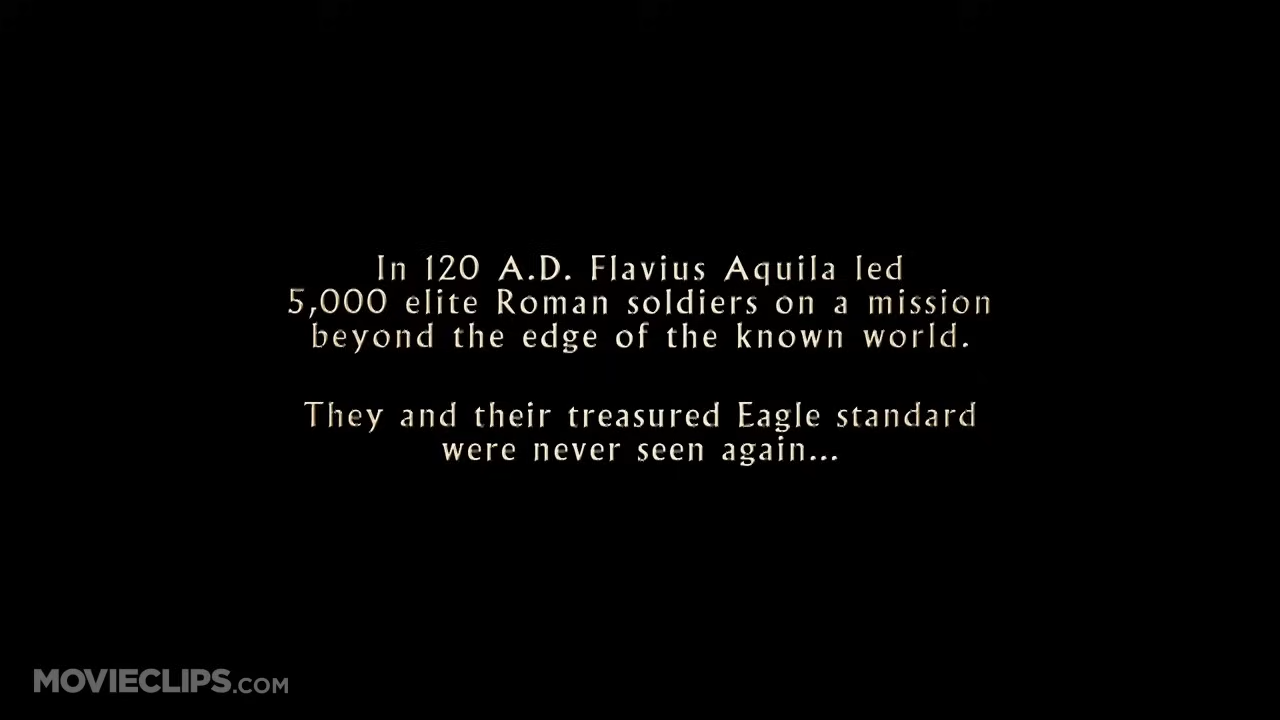 In 120 A.D. Flavius Aquila led
5,000 elite Roman soldiers on a mission
beyond the edge of the known world.
They and their treasured Eagle standard
were never seen again...
MOVIECLIPS.COM